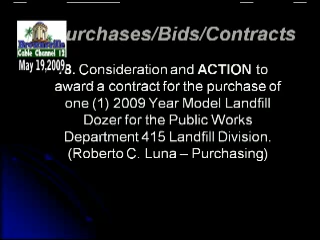 Purchases/Bids/Contracts
Brownsville
Cable Channel 12
May 19, 2009
8. Consideration and ACTION to
award a contract for the purchase of
one (1) 2009 Year Model Landfill
Dozer for the Public Works
Department 415 Landfill Division.
(Roberto C. Luna – Purchasing)